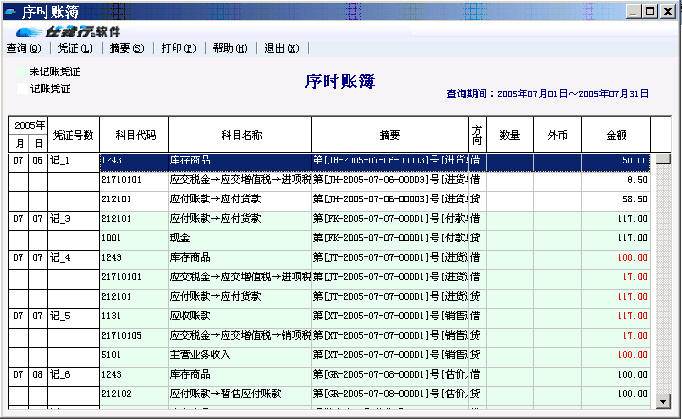 序时账簿
软件
查询(Q) 凭证(L) 摘要(S) 打印(P) 帮助(H) 退出(X)
未记账凭证
记账凭证
序时账簿
查询期间：2005年07月01日～2005年07月31日
2005年 凭证号数 科目代码 科目名称 摘要 方向 数量 外币 金额
月 日
07 06 记_1 1243 库存商品 第[JH-2005-07-06-00003]号[进货 借 50.00
21710101 应交税金→应交增值税→进项税 第[JH-2005-07-06-00003]号[进货 借 8.50
212101 应付账款→应付货款 第[JH-2005-07-06-00003]号[进货 贷 58.50
07 07 记_3 212101 应付账款→应付货款 第[FK-2005-07-07-00001]号[付款 借 117.00
1001 现金 第[FK-2005-07-07-00001]号[付款 贷 117.00
07 07 记_4 1243 库存商品 第[JT-2005-07-07-00001]号[进货 借 100.00
21710101 应交税金→应交增值税→进项税 第[JT-2005-07-07-00001]号[进货 借 17.00
212101 应付账款→应付货款 第[JT-2005-07-07-00001]号[进货 贷 117.00
07 07 记_5 1131 应收账款 第[XT-2005-07-07-00001]号[销售 借 117.00
21710105 应交税金→应交增值税→销项税 第[XT-2005-07-07-00001]号[销售 贷 17.00
5101 主营业务收入 第[XT-2005-07-07-00001]号[销售 贷 100.00
07 08 记_6 1243 库存商品 第[GR-2005-07-08-00001]号[估价 借 100.00
212102 应付账款→暂估应付账款 第[GR-2005-07-08-00001]号[估价 贷 100.00